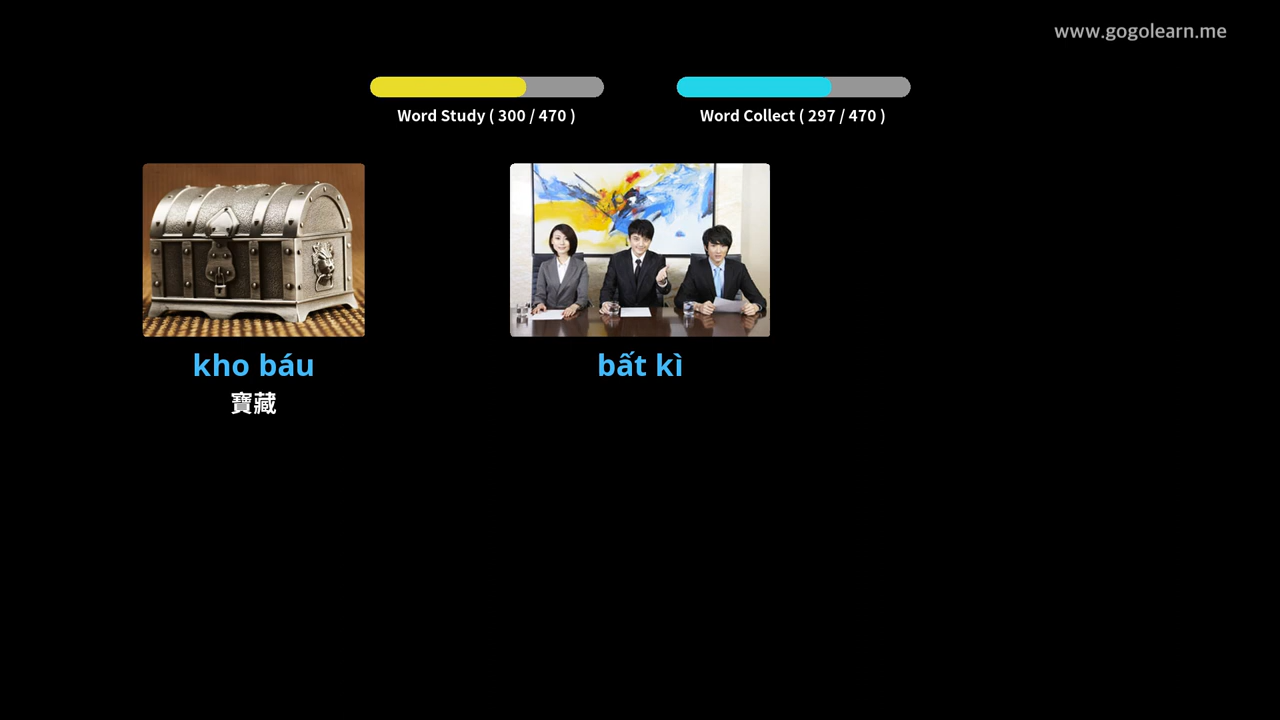 www.gogolearn.me
Word Study ( 300 / 470 )
Word Collect ( 297 / 470 )
kho báu
寶藏
bất kì